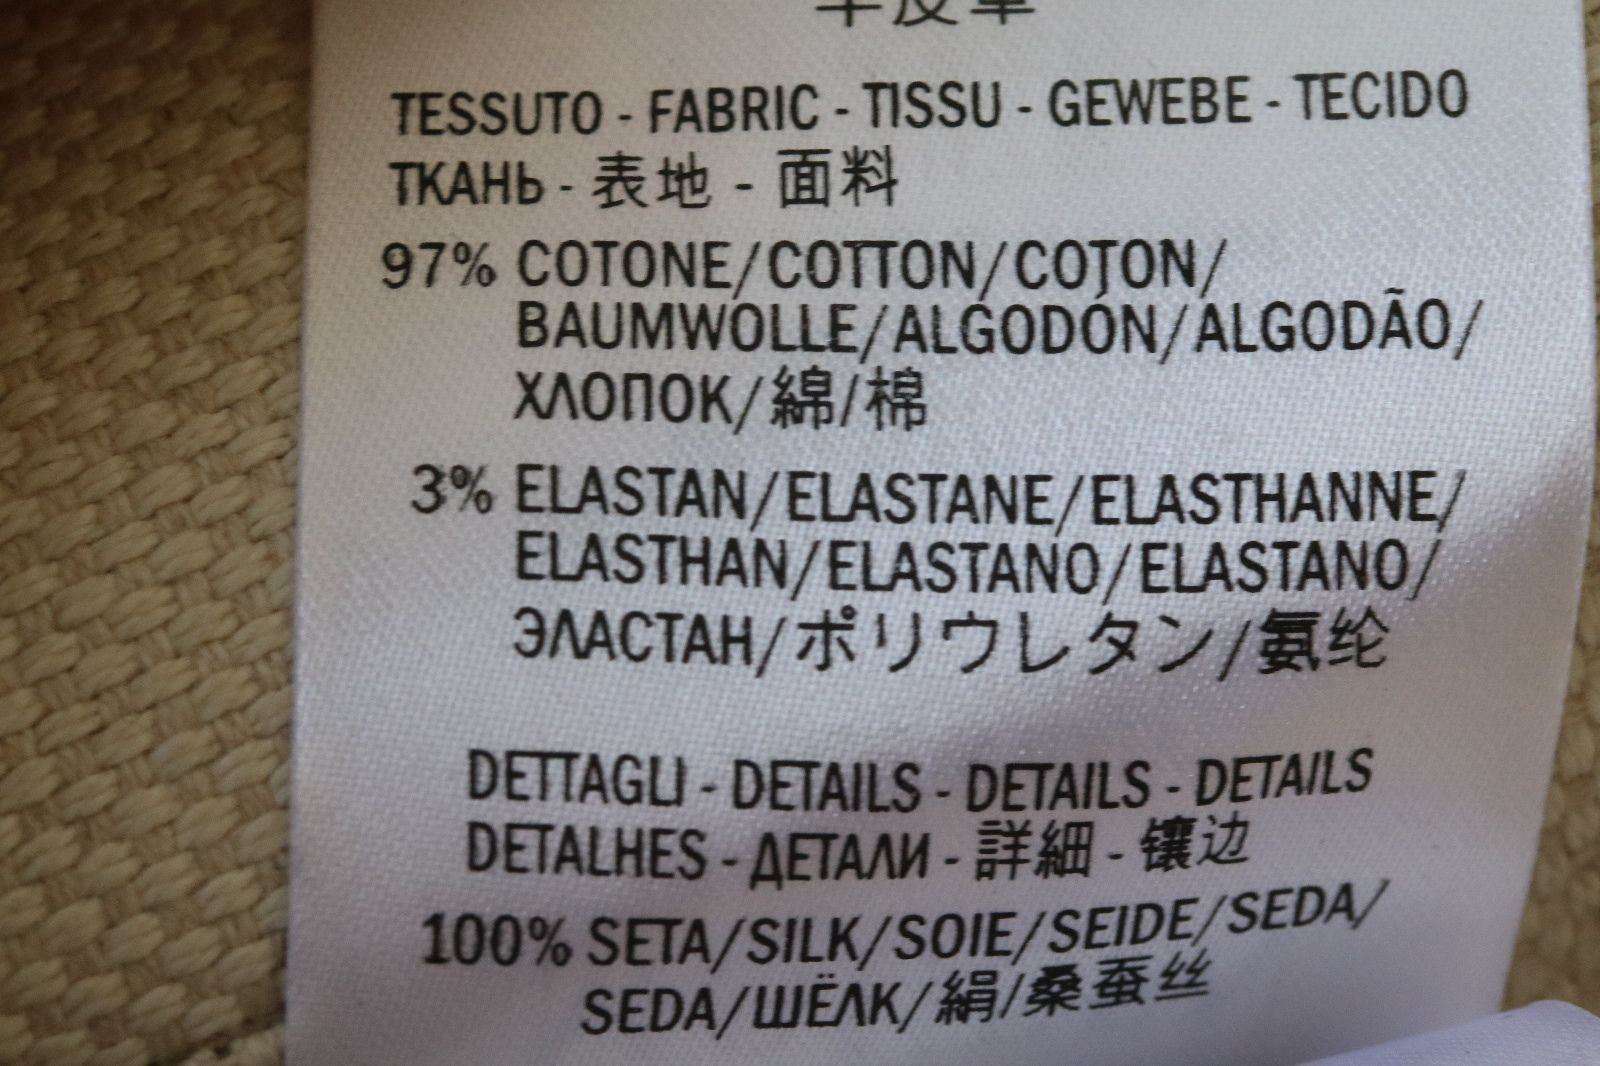 TESSUTO - FABRIC - TISSU - GEWEBE - TECIDO
ТКАНЬ - 表地 - 面料
97% COTONE/COTTON/COTON/
BAUMWOLLE/ALGODÓN/ALGODÃO/
ХЛОПОК/綿/棉
3% ELASTAN/ELASTANE/ELASTHANNE/
ELASTHAN/ELASTANO/ELASTANO/
ЭЛАСТАН/ポリウレタン/氨纶
DETTAGLI - DETAILS - DETAILS - DETAILS
DETALHES - ДЕТАЛИ - 詳細 - 镶边
100% SETA/SILK/SOIE/SEIDE/SEDA/
SEDA/ШЁЛК/絹/桑蚕丝